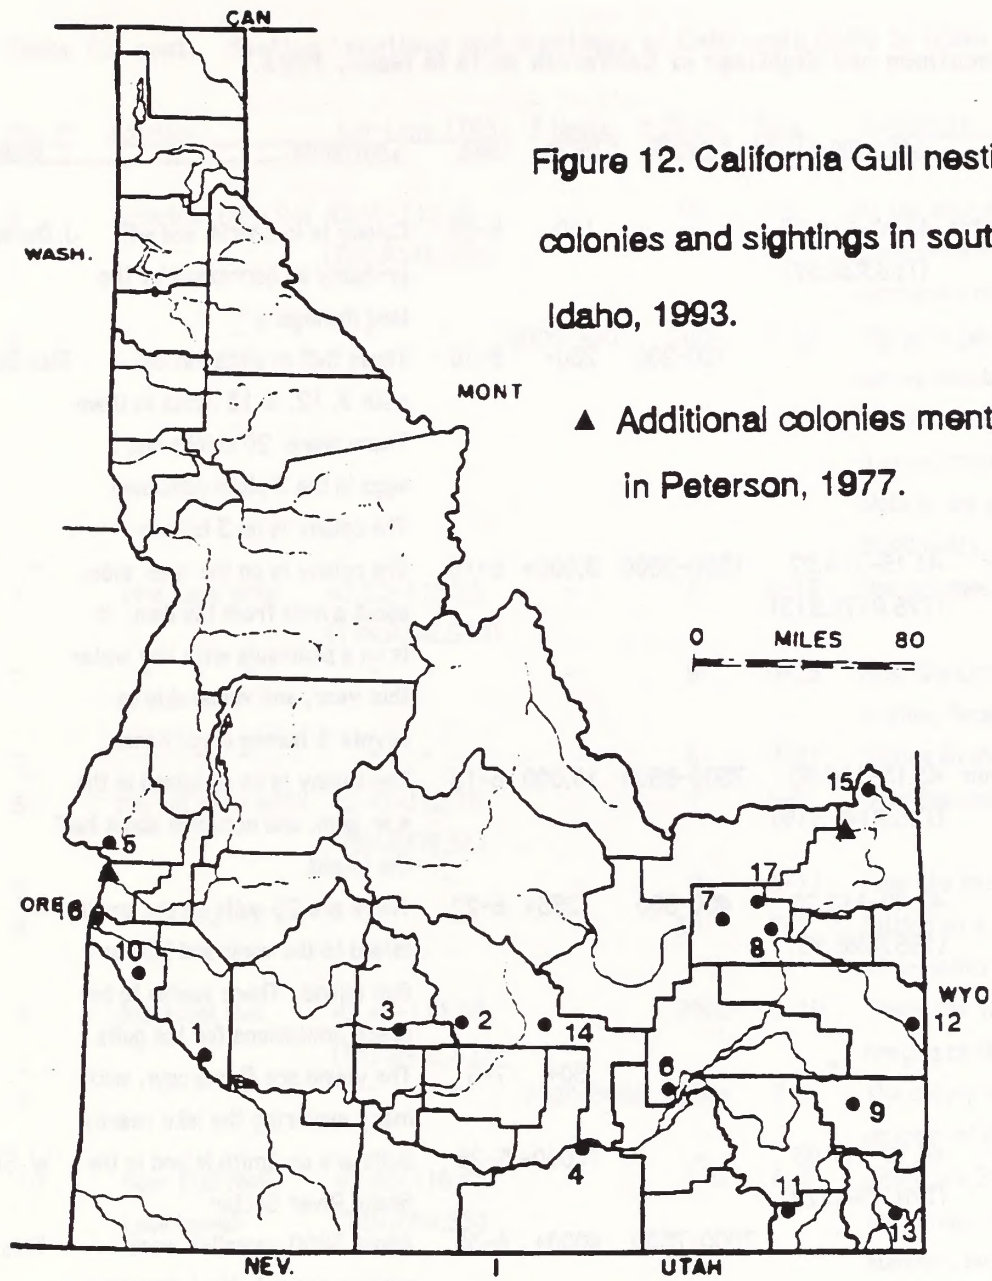 CAN
Figure 12. California Gull nesti
colonies and sightings in sout
WASH.
Idaho, 1993.
MONT
▲ Additional colonies ment
in Peterson, 1977.
0 MILES 80
15
5
17
ORE
6
7
8
10
WYO
3
2
14
12
6
9
4
11
13
NEV.
UTAH